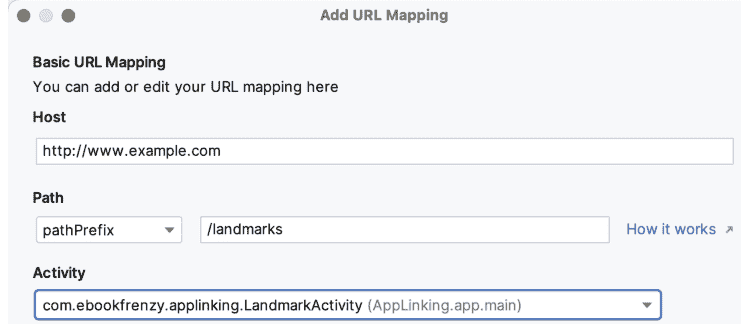 Add URL Mapping
Basic URL Mapping
You can add or edit your URL mapping here
Host
http://www.example.com
Path
pathPrefix /landmarks How it works ↗
Activity
com.ebookfrenzy.applinking.LandmarkActivity (AppLinking.app.main)